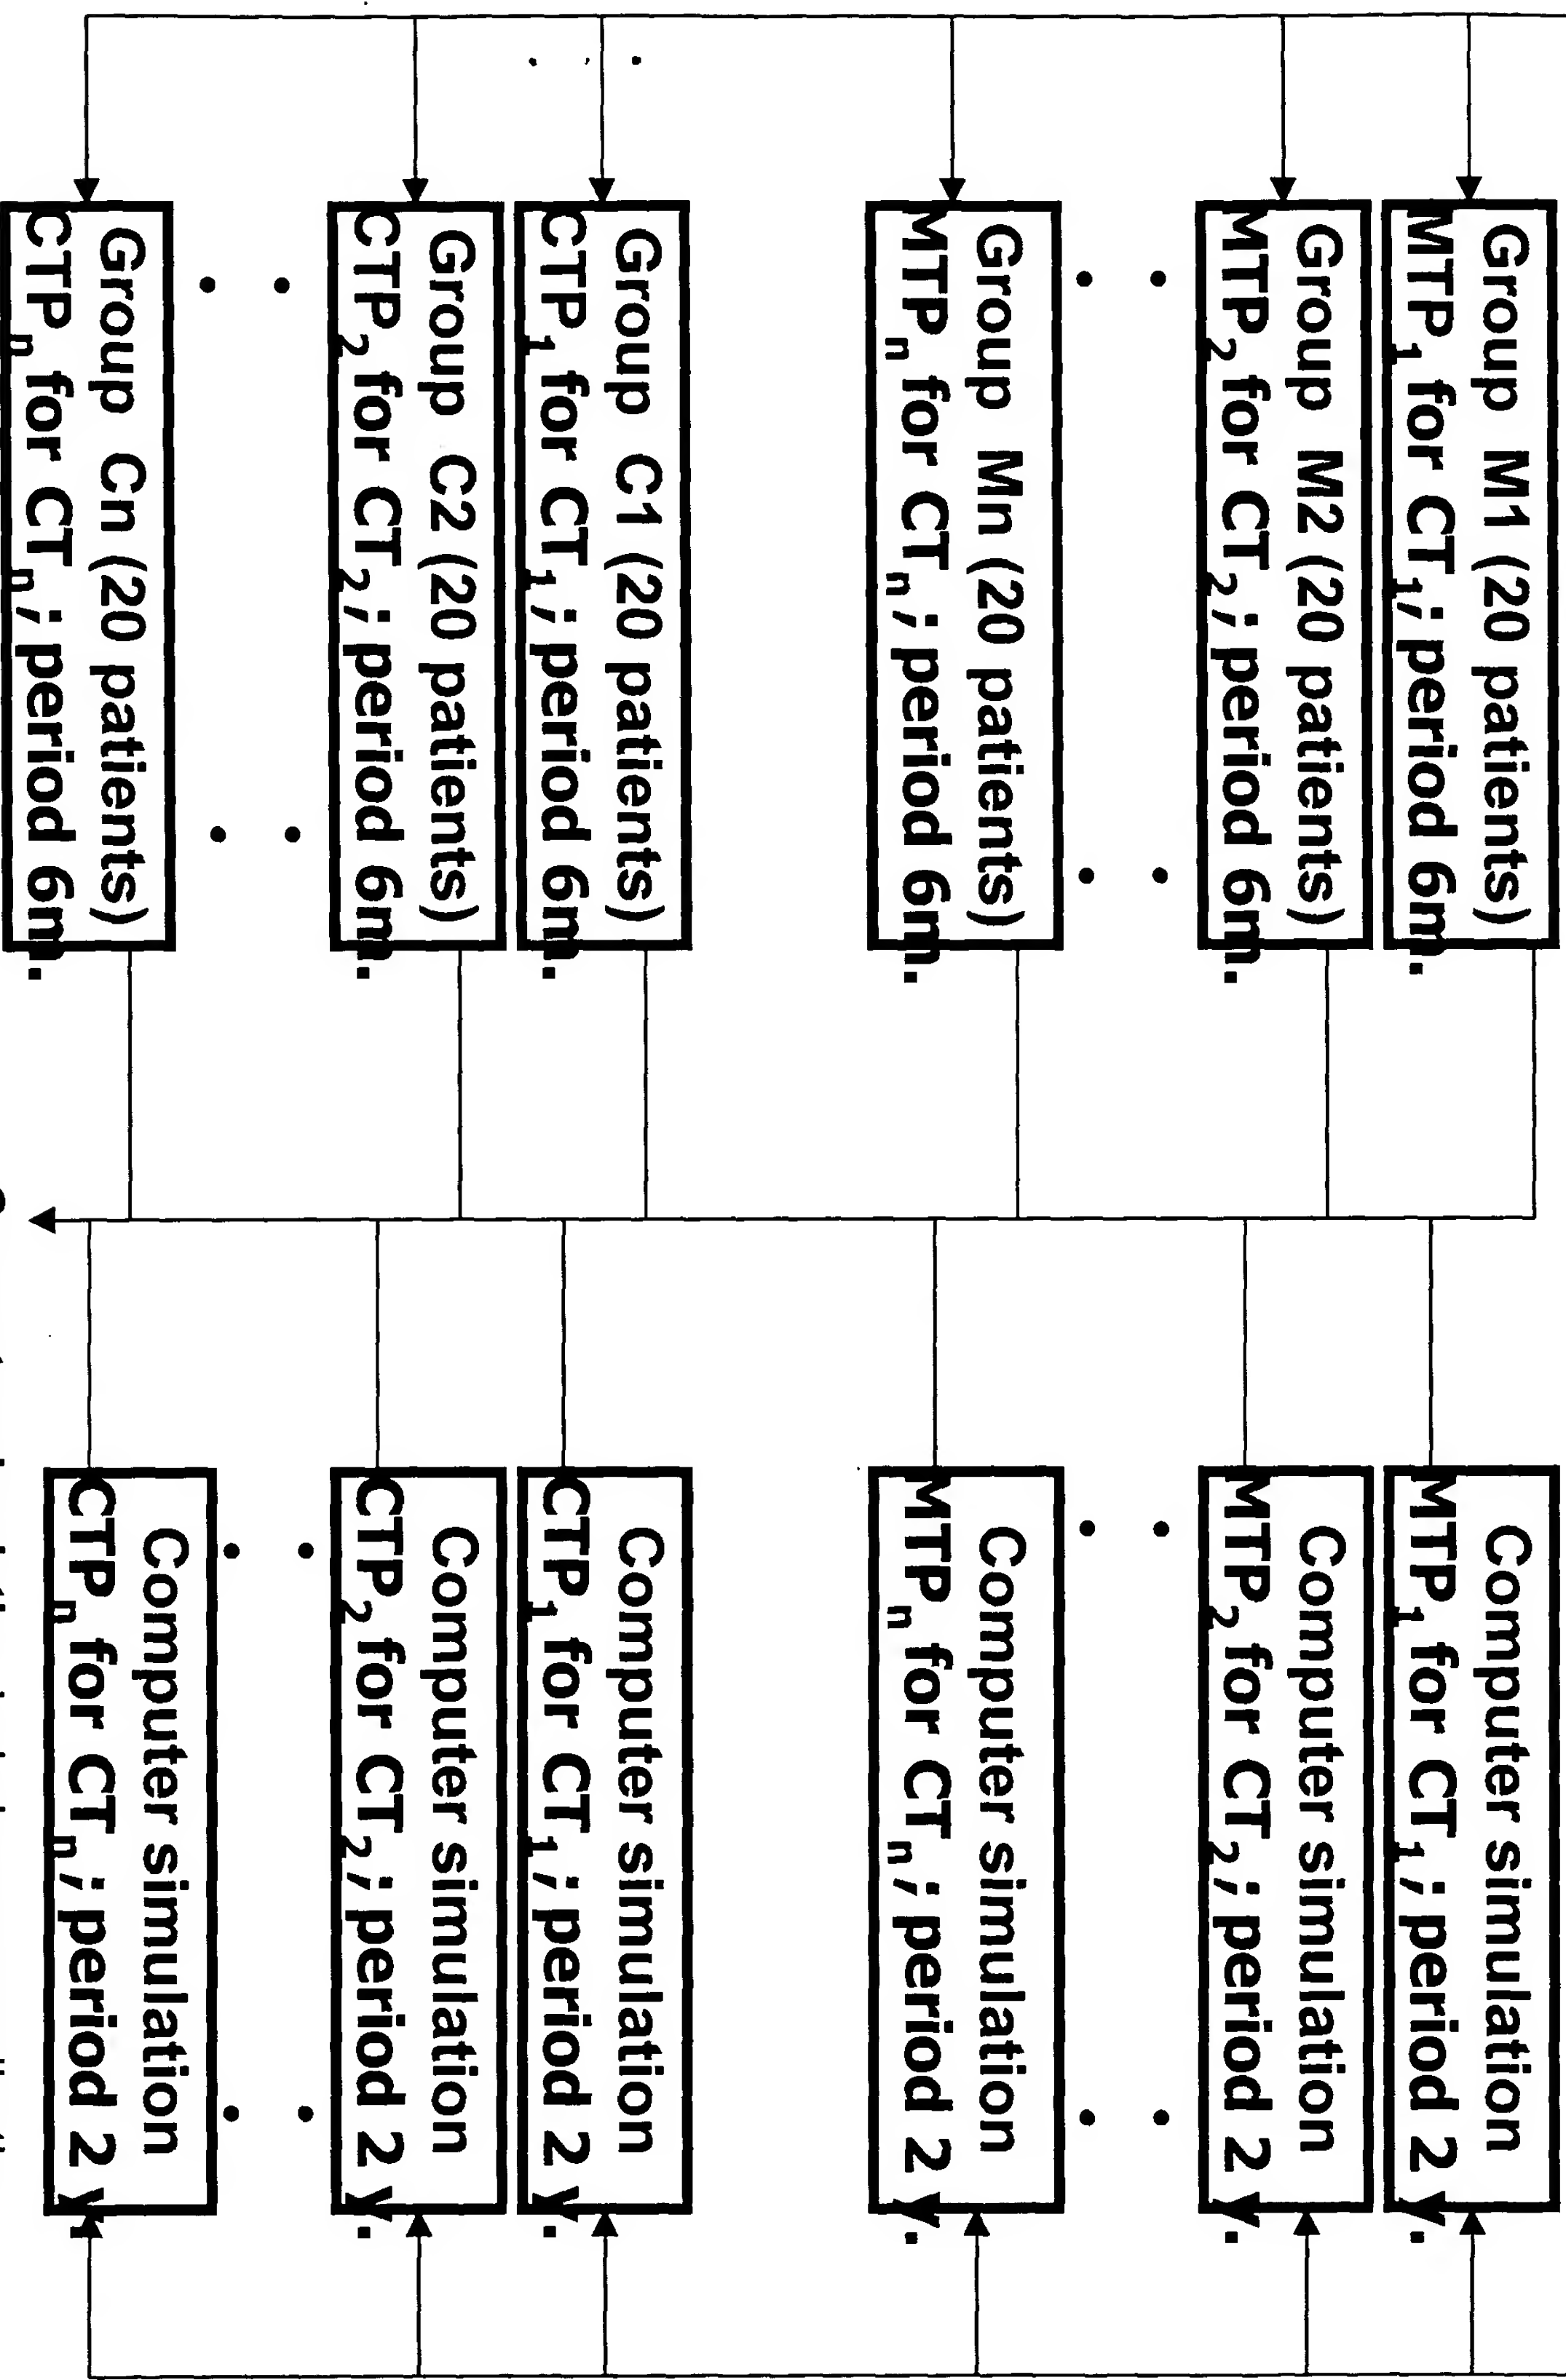 Group M1 (20 patients)
MTP1 for CT1; period 6m.
Group M2 (20 patients)
MTP2 for CT2; period 6m.
Group Mn (20 patients)
MTPn for CTn; period 6m.
Group C1 (20 patients)
CTP1 for CT1; period 6m.
Group C2 (20 patients)
CTP2 for CT2; period 6m.
Group Cn (20 patients)
CTPn for CTn; period 6m.
Computer simulation
MTP1 for CT1; period 2 y.
Computer simulation
MTP2 for CT2; period 2 y.
Computer simulation
MTPn for CTn; period 2 y.
Computer simulation
CTP1 for CT1; period 2 y.
Computer simulation
CTP2 for CT2; period 2 y.
Computer simulation
CTPn for CTn; period 2 y.